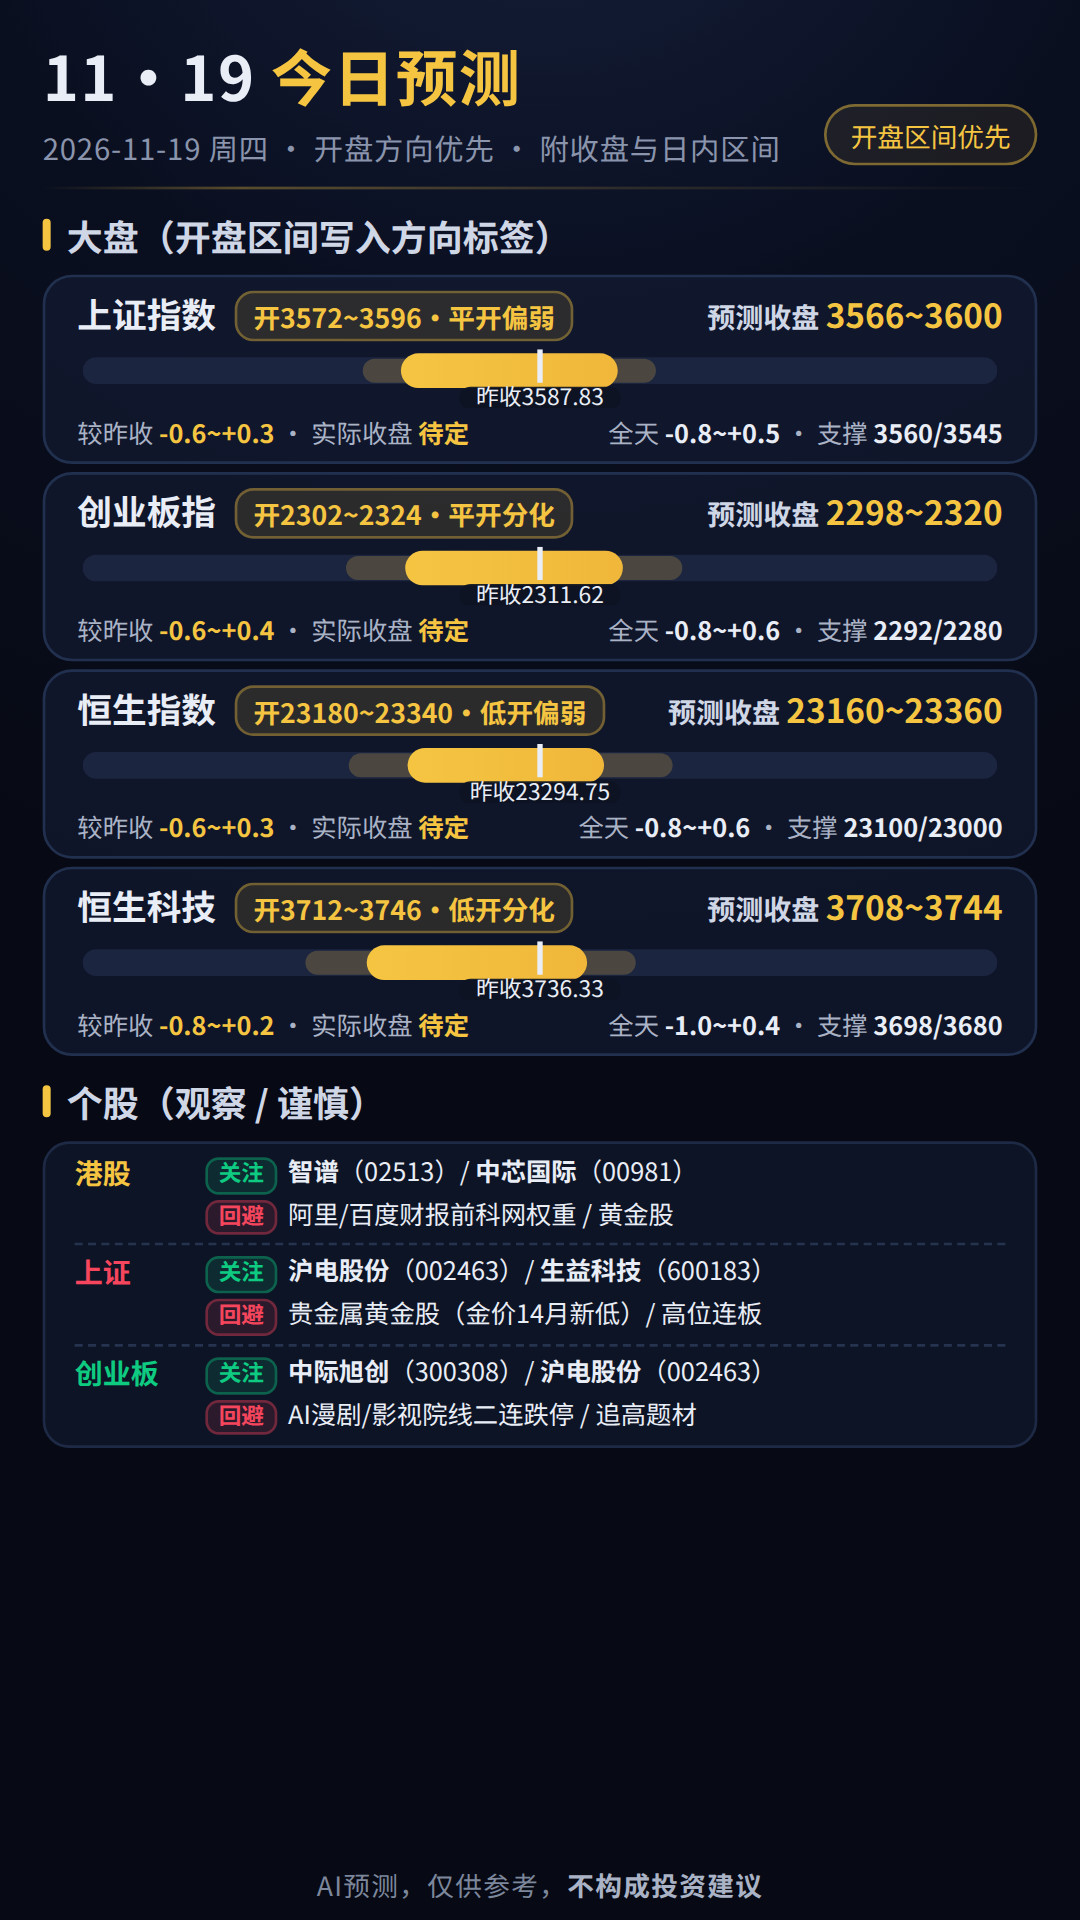 11·19 今日预测
2026-11-19 周四 · 开盘方向优先 · 附收盘与日内区间
开盘区间优先
大盘（开盘区间写入方向标签）
上证指数 开3572~3596·平开偏弱 预测收盘 3566~3600
昨收3587.83
较昨收 -0.6~+0.3 · 实际收盘 待定 全天 -0.8~+0.5 · 支撑 3560/3545
创业板指 开2302~2324·平开分化 预测收盘 2298~2320
昨收2311.62
较昨收 -0.6~+0.4 · 实际收盘 待定 全天 -0.8~+0.6 · 支撑 2292/2280
恒生指数 开23180~23340·低开偏弱 预测收盘 23160~23360
昨收23294.75
较昨收 -0.6~+0.3 · 实际收盘 待定 全天 -0.8~+0.6 · 支撑 23100/23000
恒生科技 开3712~3746·低开分化 预测收盘 3708~3744
昨收3736.33
较昨收 -0.8~+0.2 · 实际收盘 待定 全天 -1.0~+0.4 · 支撑 3698/3680
个股（观察 / 谨慎）
港股 关注 智谱（02513）/ 中芯国际（00981）
回避 阿里/百度财报前科网权重 / 黄金股
上证 关注 沪电股份（002463）/ 生益科技（600183）
回避 贵金属黄金股（金价14月新低）/ 高位连板
创业板 关注 中际旭创（300308）/ 沪电股份（002463）
回避 AI漫剧/影视院线二连跌停 / 追高题材
AI预测，仅供参考，不构成投资建议